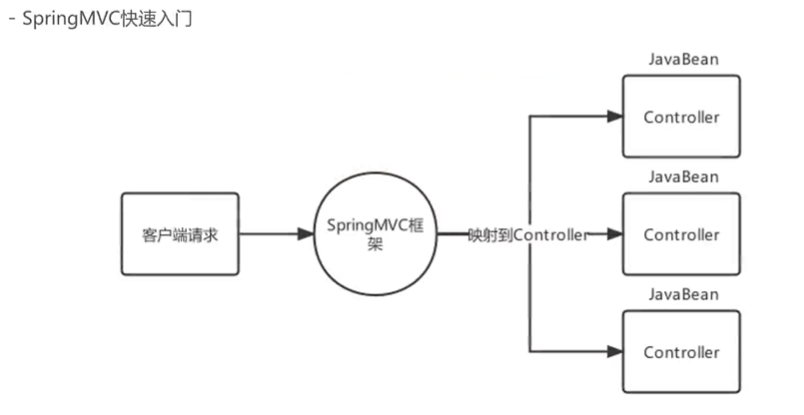 - SpringMVC快速入门
JavaBean
Controller
JavaBean
客户端请求
SpringMVC框
架
映射到Controller
Controller
JavaBean
Controller